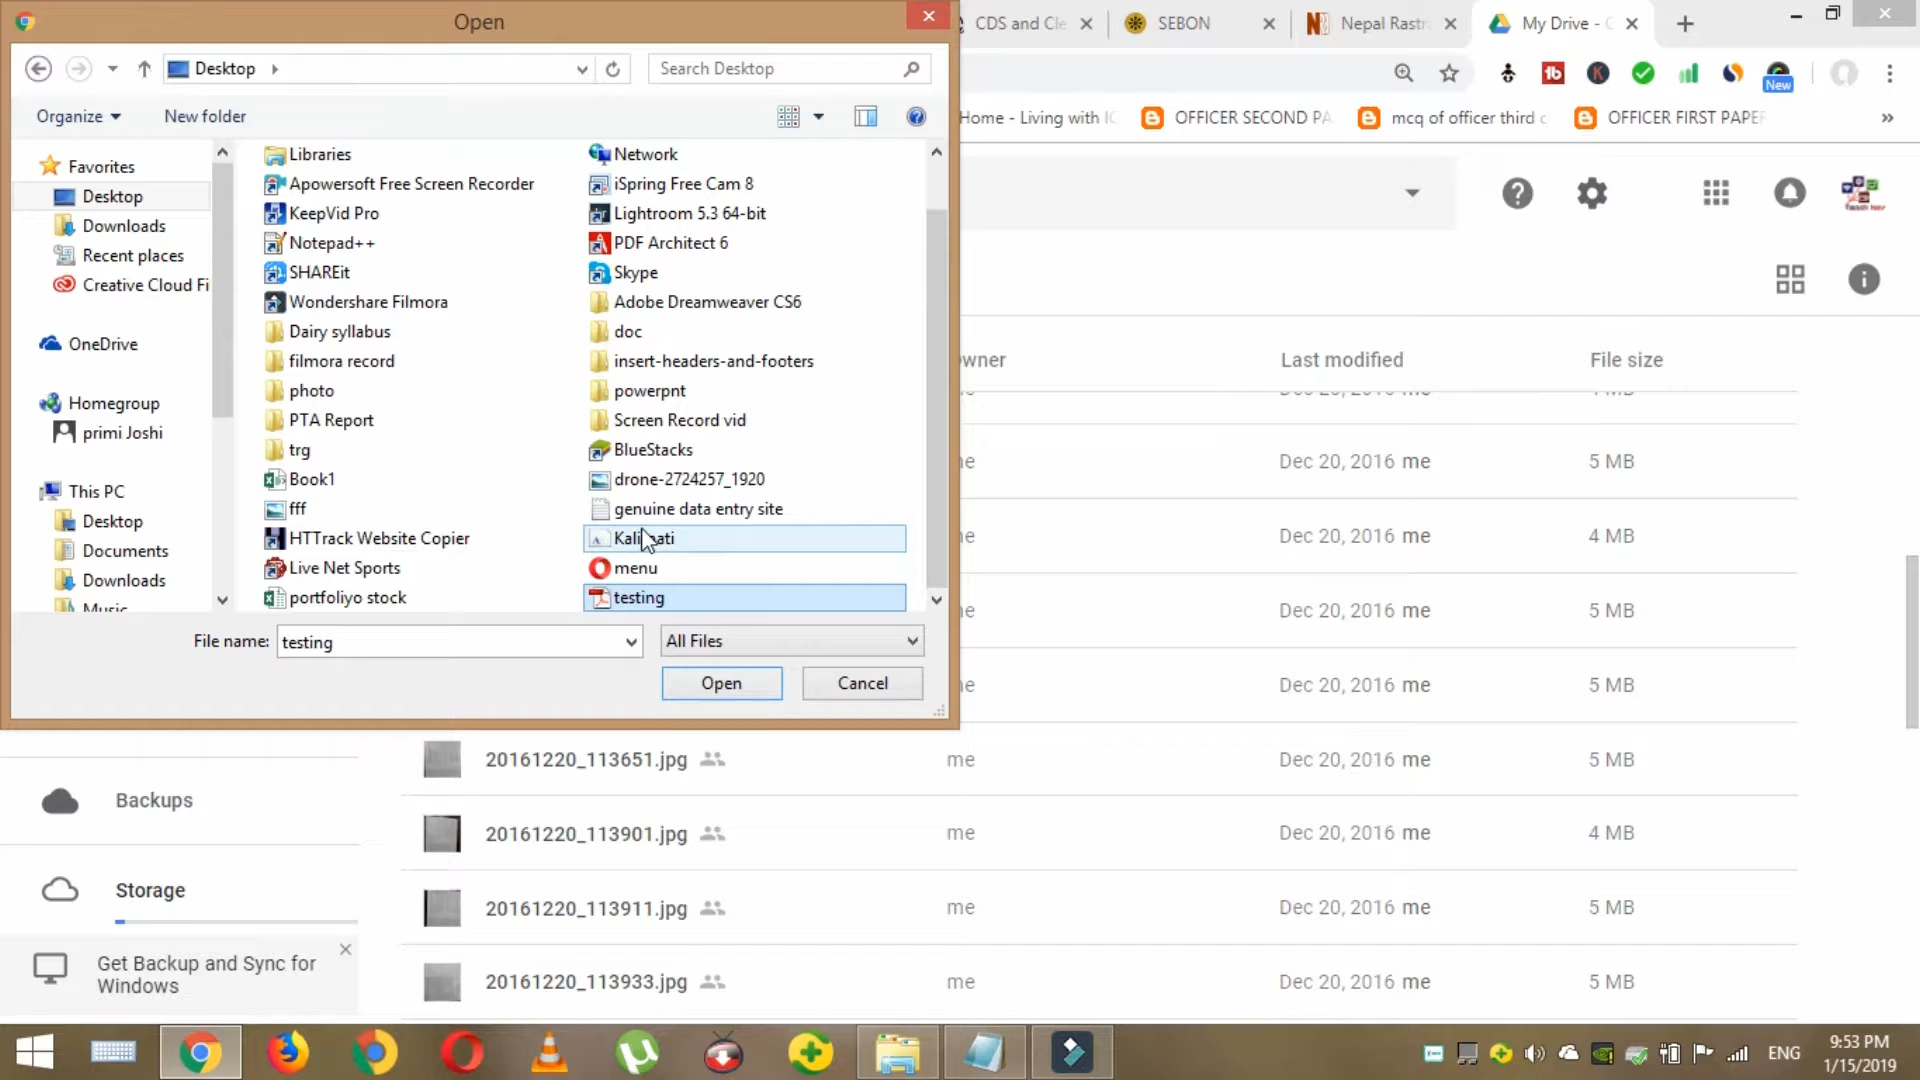 Open
CDS and Cle
SEBON
Nepal Rastr
My Drive - G
Desktop
Search Desktop
New
Organize
New folder
Home - Living with IC
OFFICER SECOND PA
mcq of officer third c
OFFICER FIRST PAPER
Favorites
Desktop
Downloads
Recent places
Creative Cloud Fi
OneDrive
Homegroup
primi Joshi
This PC
Desktop
Documents
Downloads
Music
Libraries
Network
Apowersoft Free Screen Recorder
iSpring Free Cam 8
KeepVid Pro
Lightroom 5.3 64-bit
Notepad++
PDF Architect 6
SHAREit
Skype
Wondershare Filmora
Adobe Dreamweaver CS6
Dairy syllabus
doc
filmora record
insert-headers-and-footers
photo
powerpnt
PTA Report
Screen Record vid
trg
BlueStacks
Book1
drone-2724257_1920
fff
genuine data entry site
HTTrack Website Copier
Live Net Sports
menu
portfoliyo stock
testing
File name: testing
All Files
Open
Cancel
wner
Last modified
File size
Dec 20, 2016 me
Dec 20, 2016 me 5 MB
Dec 20, 2016 me 4 MB
Dec 20, 2016 me 5 MB
Dec 20, 2016 me 5 MB
20161220_113651.jpg me Dec 20, 2016 me 5 MB
20161220_113901.jpg me Dec 20, 2016 me 4 MB
20161220_113911.jpg me Dec 20, 2016 me 5 MB
20161220_113933.jpg me Dec 20, 2016 me 5 MB
Backups
Storage
Get Backup and Sync for
Windows
ENG
9:53 PM
1/15/2019